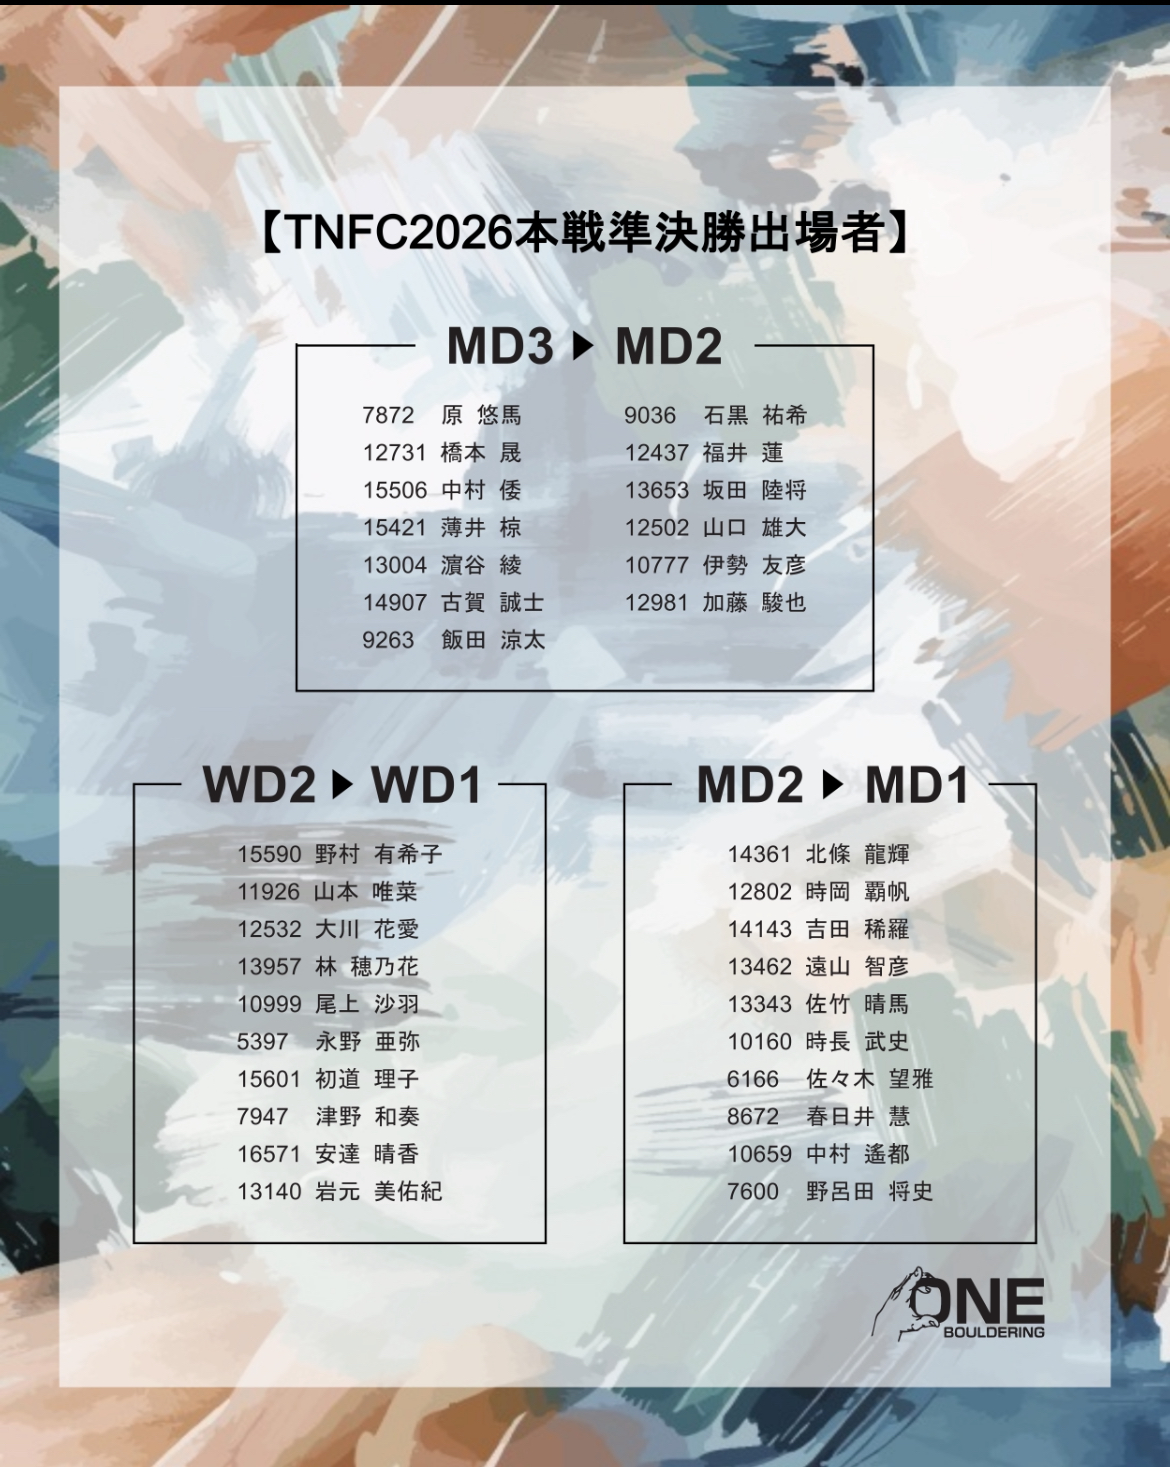 【TNFC2026本戦準決勝出場者】
MD3 ▶ MD2
7872 原 悠馬
12731 橋本 晟
15506 中村 倭
15421 薄井 椋
13004 濵谷 綾
14907 古賀 誠士
9263 飯田 涼太
9036 石黒 祐希
12437 福井 蓮
13653 坂田 陸将
12502 山口 雄大
10777 伊勢 友彦
12981 加藤 駿也
WD2 ▶ WD1
15590 野村 有希子
11926 山本 唯菜
12532 大川 花愛
13957 林 穂乃花
10999 尾上 沙羽
5397 永野 亜弥
15601 初道 理子
7947 津野 和奏
16571 安達 晴香
13140 岩元 美佑紀
MD2 ▶ MD1
14361 北條 龍輝
12802 時岡 覇帆
14143 吉田 稀羅
13462 遠山 智彦
13343 佐竹 晴馬
10160 時長 武史
6166 佐々木 望雅
8672 春日井 慧
10659 中村 遙都
7600 野呂田 将史
ONE
BOULDERING